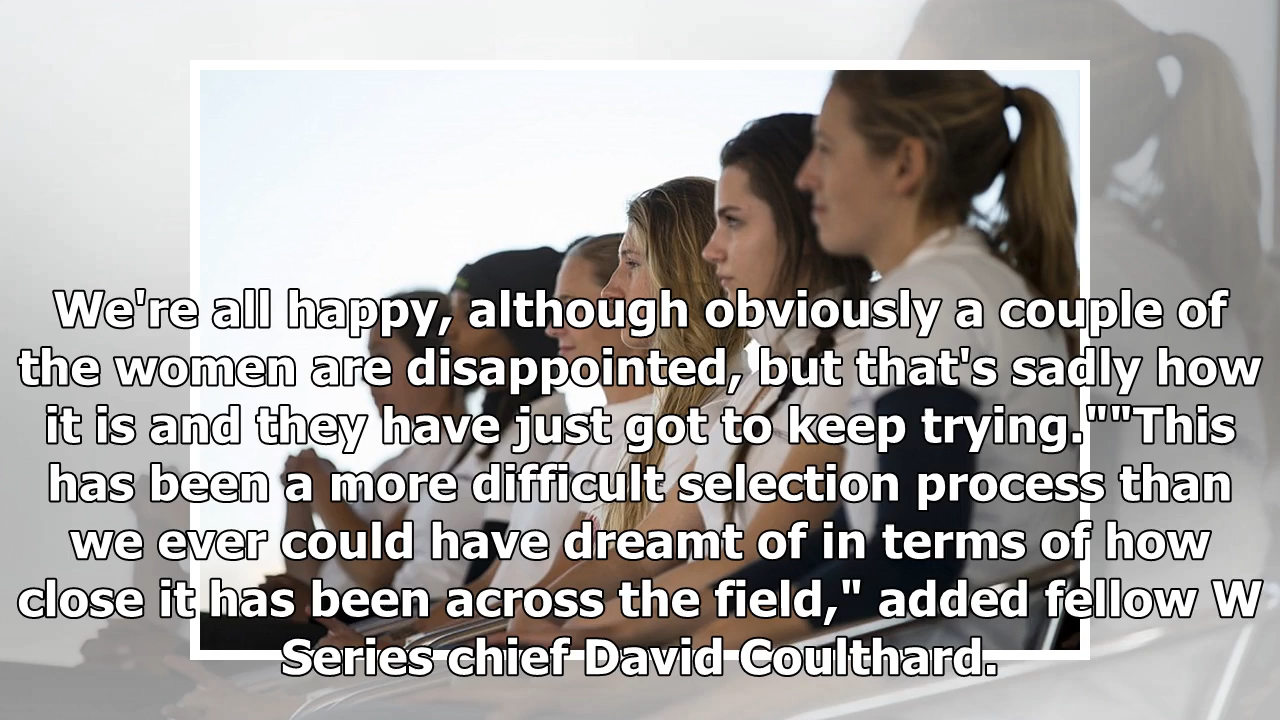 We're all happy, although obviously a couple of
the women are disappointed, but that's sadly how
it is and they have just got to keep trying.""This
has been a more difficult selection process than
we ever could have dreamt of in terms of how
close it has been across the field," added fellow W
Series chief David Coulthard.